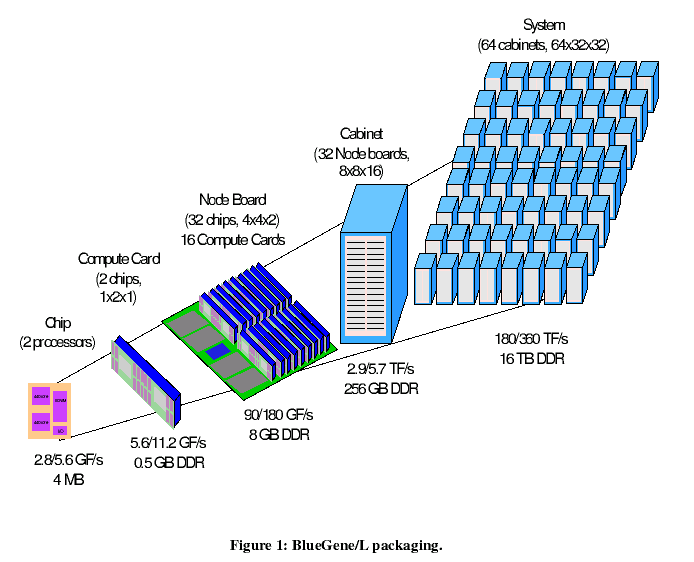 System
(64 cabinets, 64x32x32)
Cabinet
(32 Node boards,
8x8x16)
Node Board
(32 chips, 4x4x2)
16 Compute Cards
Compute Card
(2 chips,
1x2x1)
Chip
(2 processors)
2.8/5.6 GF/s
4 MB
5.6/11.2 GF/s
0.5 GB DDR
90/180 GF/s
8 GB DDR
2.9/5.7 TF/s
256 GB DDR
180/360 TF/s
16 TB DDR
Figure 1: BlueGene/L packaging.